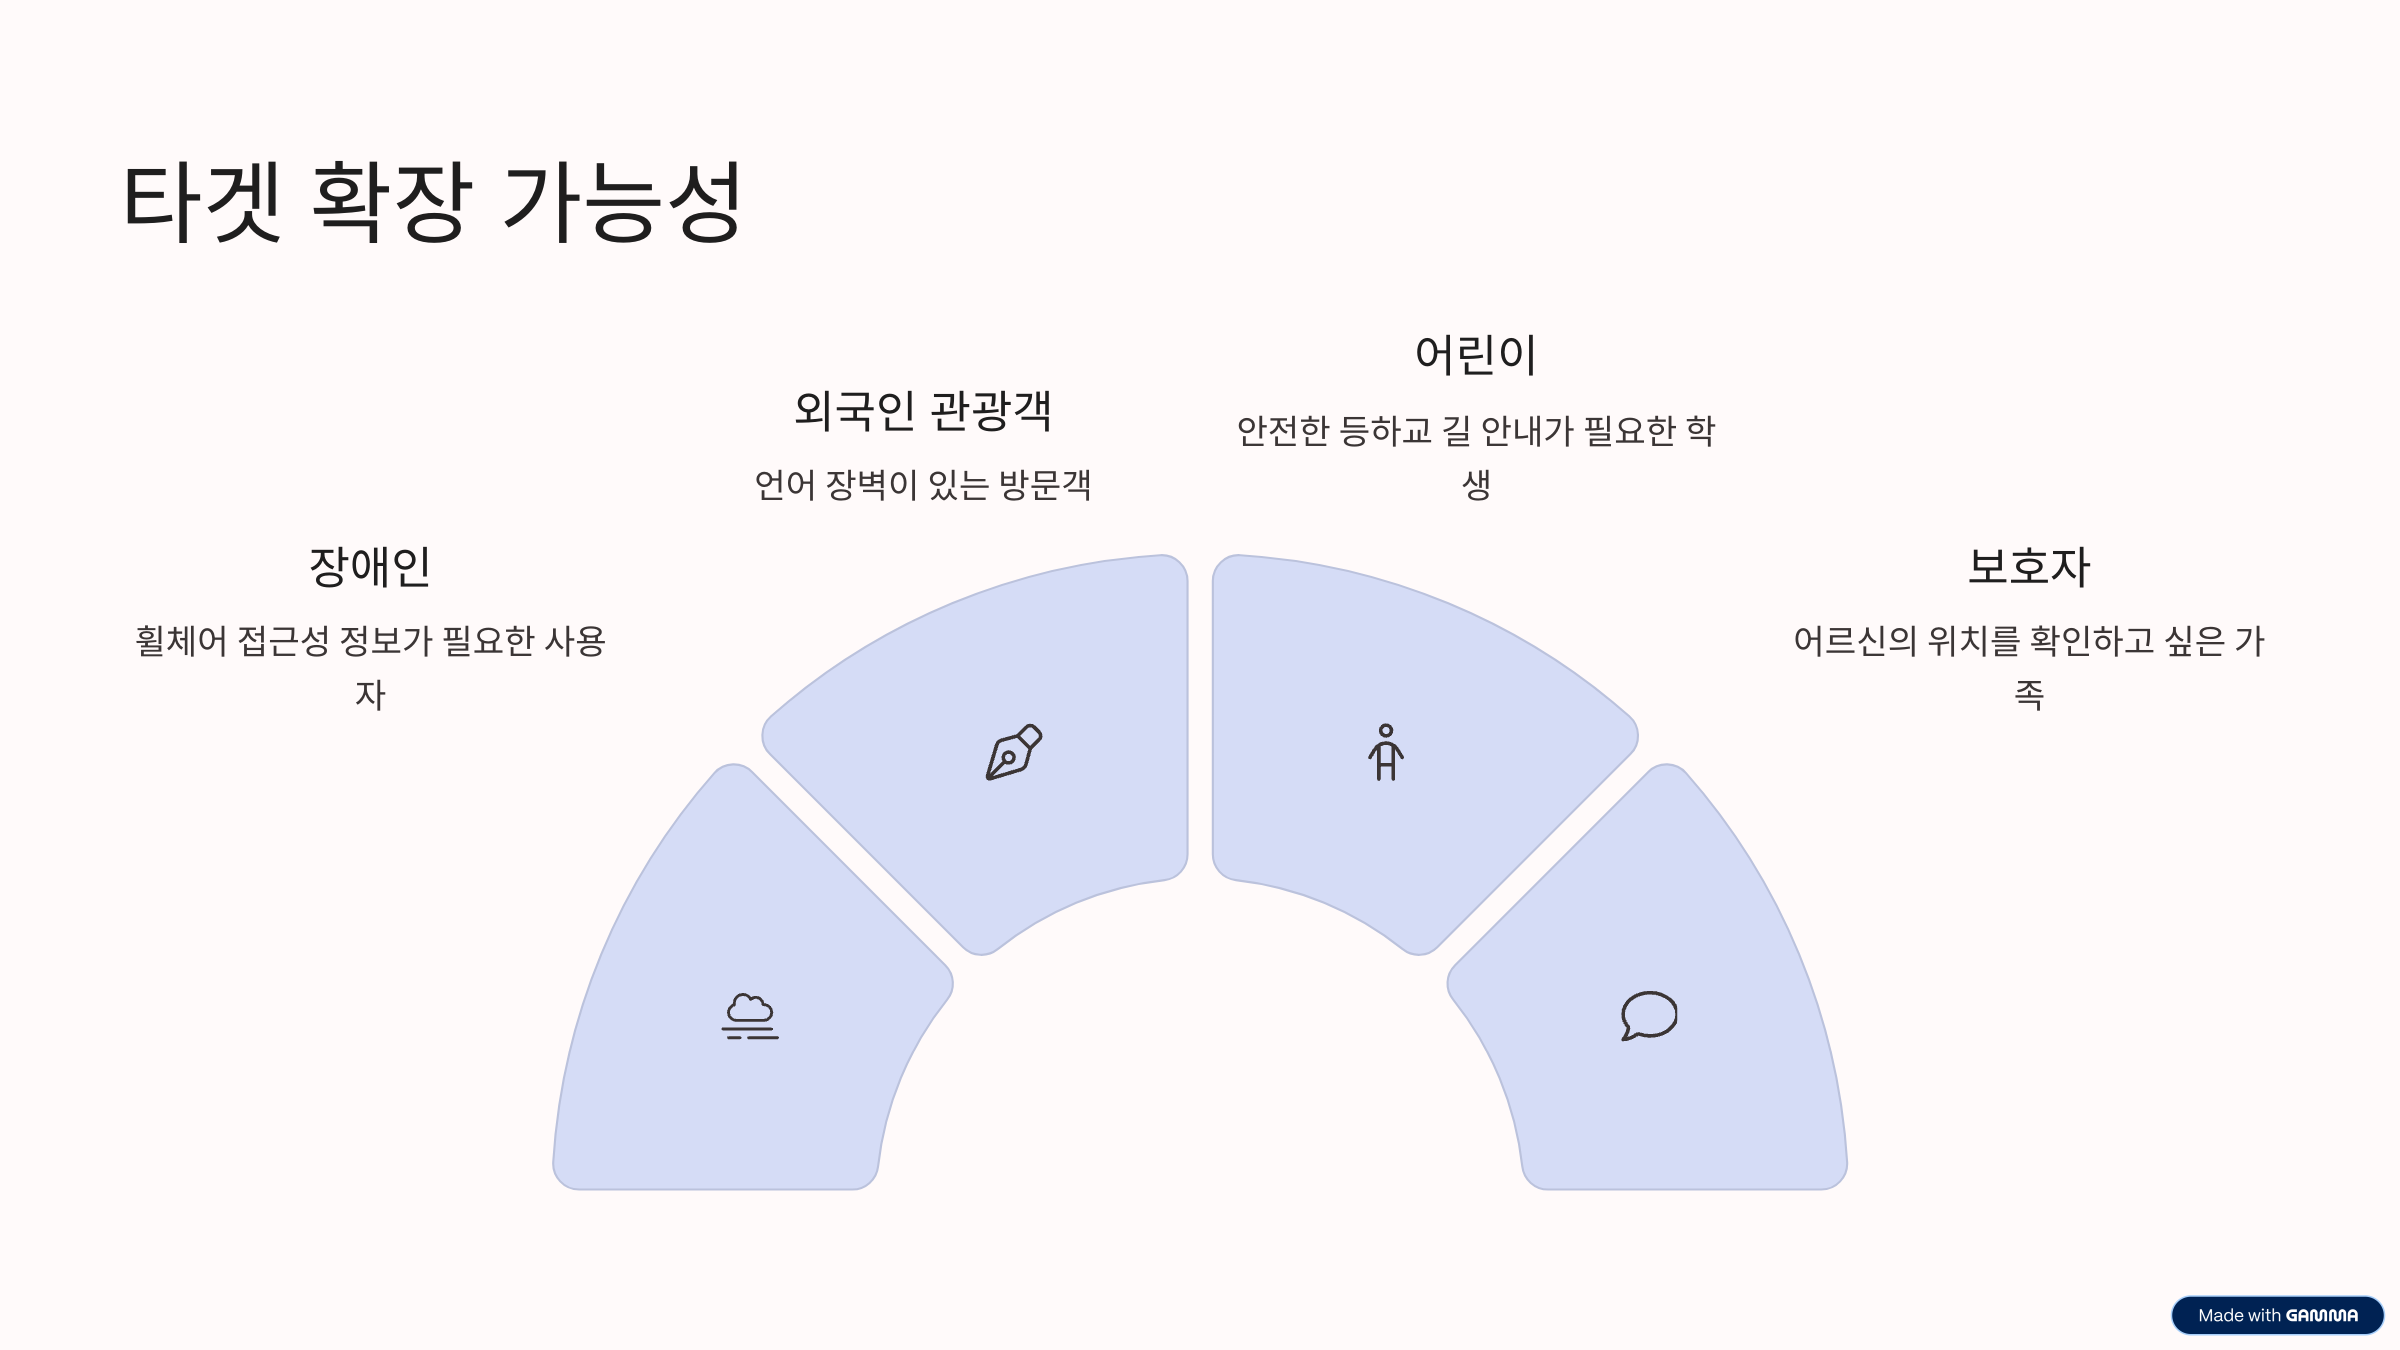 타겟 확장 가능성
장애인
휠체어 접근성 정보가 필요한 사용
자
외국인 관광객
언어 장벽이 있는 방문객
어린이
안전한 등하교 길 안내가 필요한 학
생
보호자
어르신의 위치를 확인하고 싶은 가
족
Made with GAMMA